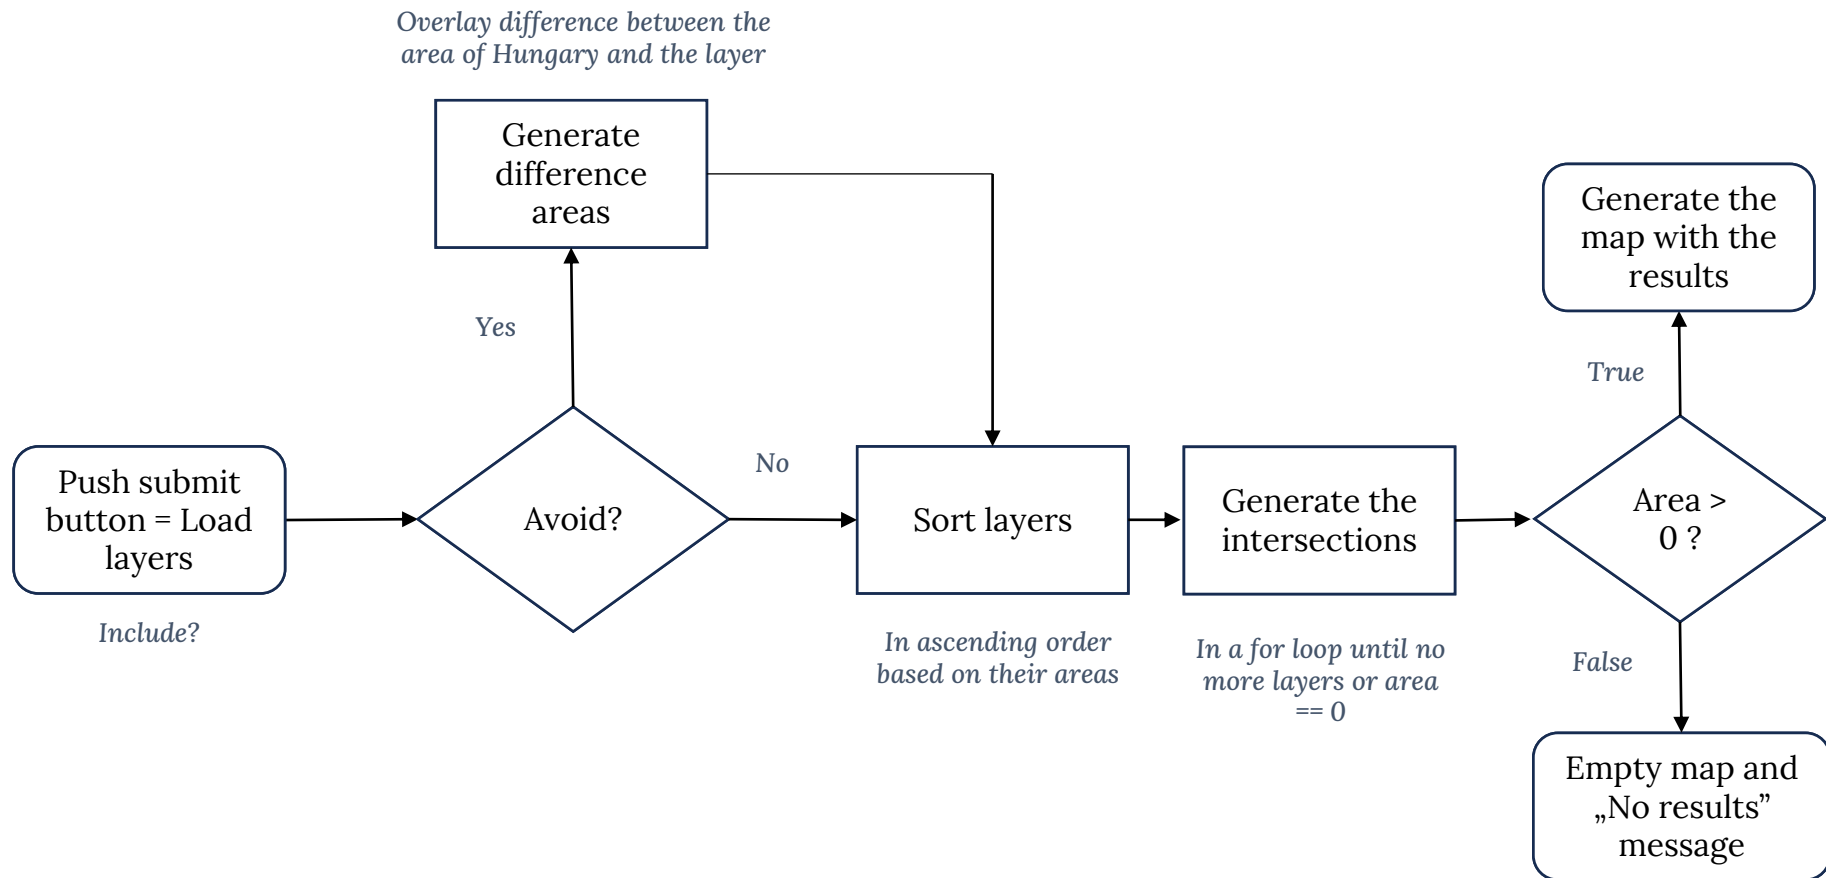 Overlay difference between the
area of Hungary and the layer
Generate
difference
areas
Yes
Push submit
button = Load
layers
Include?
Avoid?
No
Sort layers
In ascending order
based on their areas
Generate the
intersections
In a for loop until no
more layers or area
== 0
Area >
0 ?
True
Generate the
map with the
results
False
Empty map and
„No results”
message